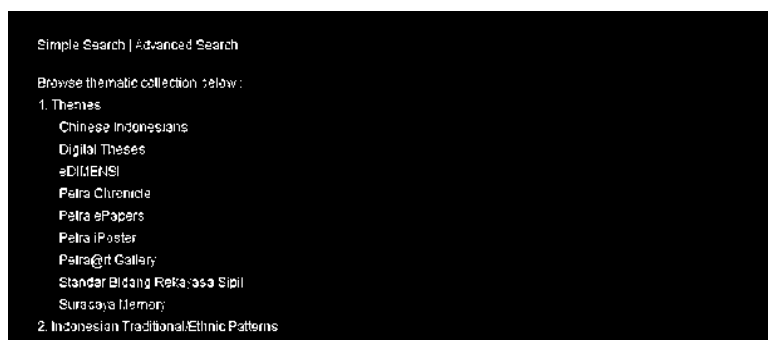 Simple Search | Advanced Search
Browse thematic collection below :
1. Themes
Chinese Indonesians
Digital Theses
eDIMENSI
Petra Chronicle
Petra ePapers
Petra iPoster
Petra@rt Gallery
Standar Bidang Rekayasa Sipil
Surabaya Memory
2. Indonesian Traditional/Ethnic Patterns